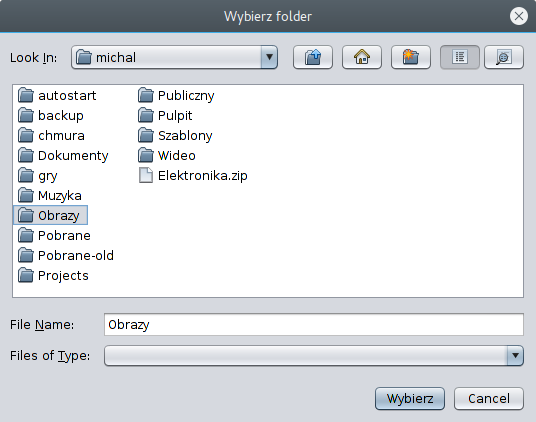 Wybierz folder
Look In: michal
autostart
backup
chmura
Dokumenty
gry
Muzyka
Obrazy
Pobrane
Pobrane-old
Projects
Publiczny
Pulpit
Szablony
Wideo
Elektronika.zip
File Name: Obrazy
Files of Type:
Wybierz Cancel